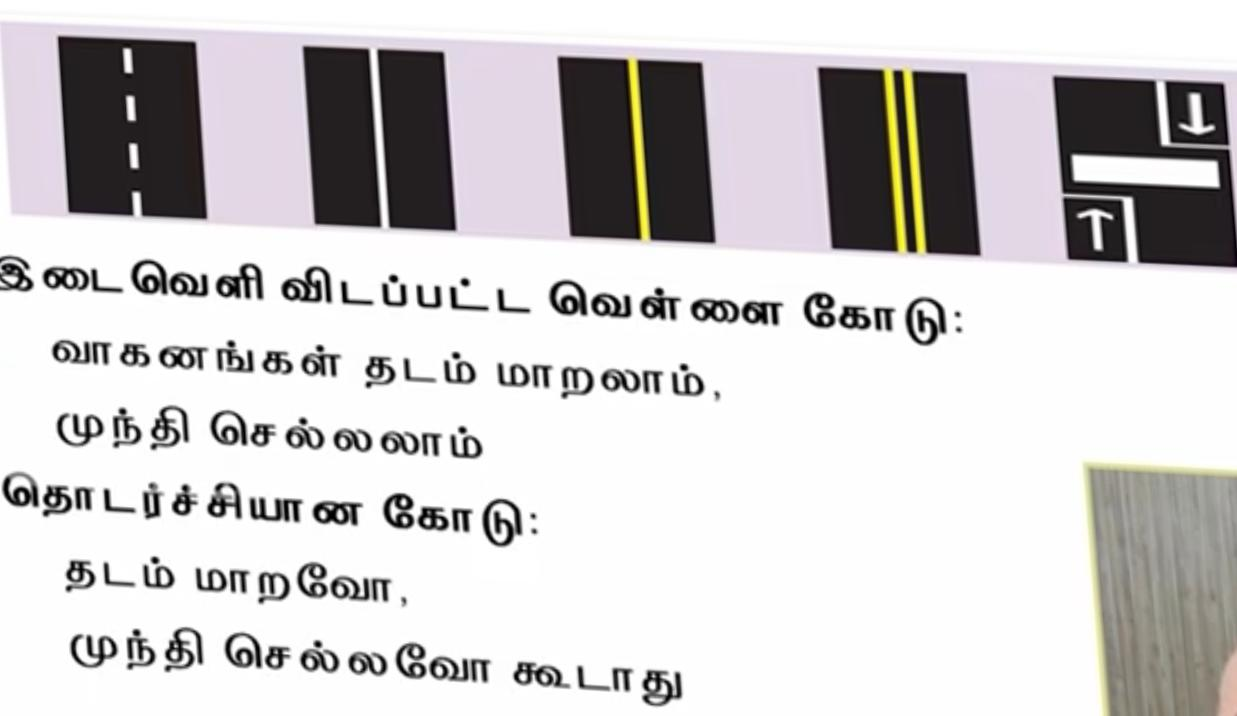 இடைவெளி விடப்பட்ட வெள்ளை கோடு:
வாகனங்கள் தடம் மாறலாம்,
முந்தி செல்லலாம்
தொடர்ச்சியான கோடு:
தடம் மாறவோ,
முந்தி செல்லவோ கூடாது